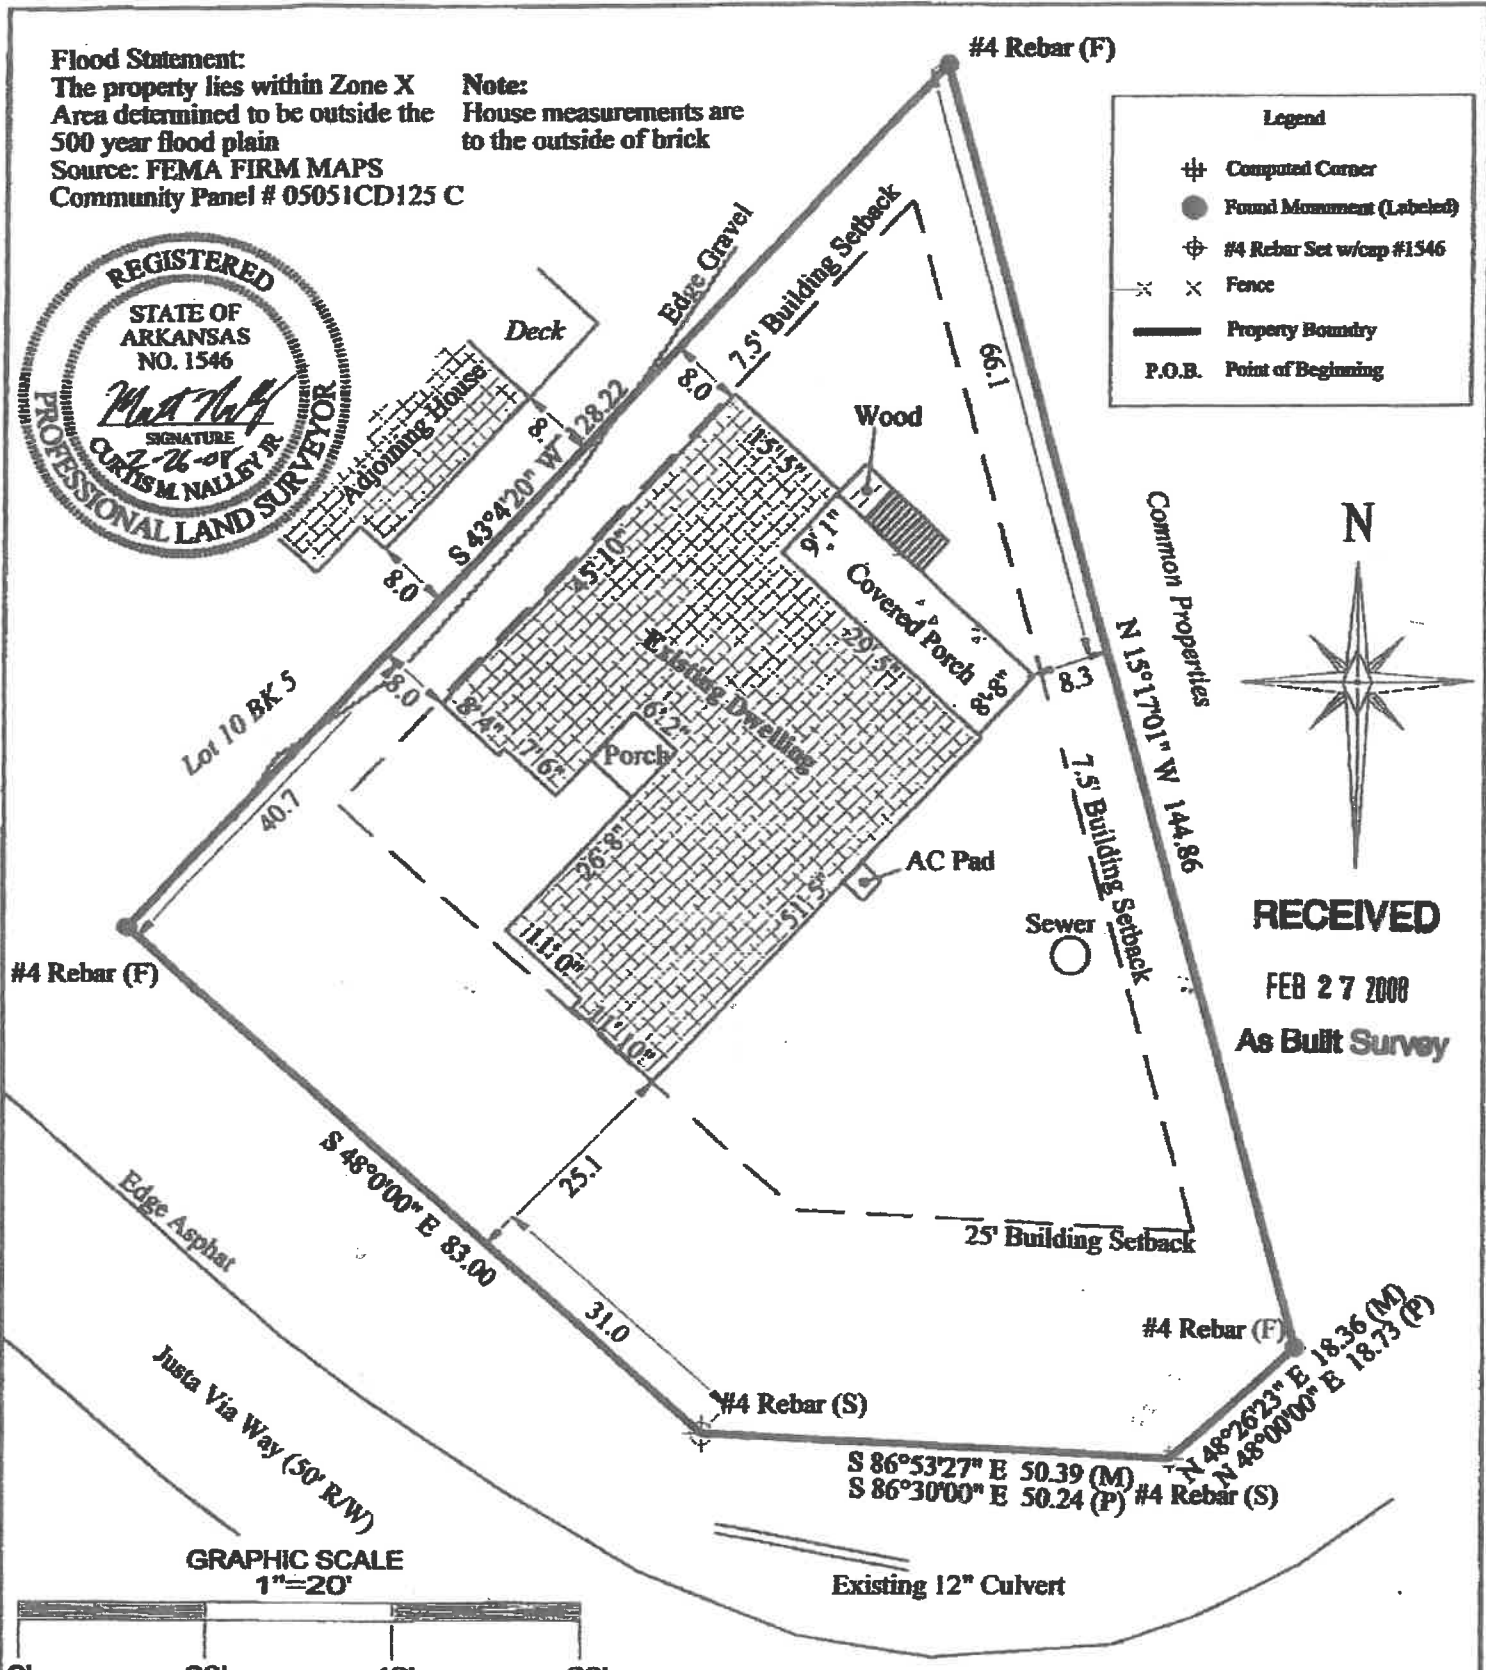 Flood Statement:
The property lies within Zone X
Area determined to be outside the
500 year flood plain
Source: FEMA FIRM MAPS
Community Panel # 05051CD125 C
Note:
House measurements are
to the outside of brick
#4 Rebar (F)
Legend
Computed Corner
Found Monument (Labeled)
#4 Rebar Set w/cap #1546
Fence
Property Boundry
P.O.B. Point of Beginning
REGISTERED
STATE OF
ARKANSAS
NO. 1546
SIGNATURE
2-26-08
CURTIS M. NALLEY JR.
PROFESSIONAL LAND SURVEYOR
Deck
Adjoining House
Edge Gravel
7.5' Building Setback
8.0
8.
S 43°4'20" W 128.22
8.0
66.1
Wood
15'5"
9'.1"
45'-10"
Covered Porch
29'5"
8'8"
8.3
Existing Dwelling
Common Properties
N 15°17'01" W 144.86
N
Lot 10 BK 5
8.0
8'4"
7'6"
6'2"
Porch
40.7
26'8"
51'5"
AC Pad
7.5' Building Setback
Sewer
RECEIVED
FEB 27 2008
As Built Survey
#4 Rebar (F)
11'0"
11'10"
25.1
S 48°0'00" E 83.00
25' Building Setback
Edge Asphat
31.0
#4 Rebar (F)
N 48°26'23" E 18.36 (M)
N 48°00'00" E 18.73 (P)
#4 Rebar (S)
S 86°53'27" E 50.39 (M)
S 86°30'00" E 50.24 (P)
#4 Rebar (S)
Justa Via Way (50' R/W)
Existing 12" Culvert
GRAPHIC SCALE
1"=20'